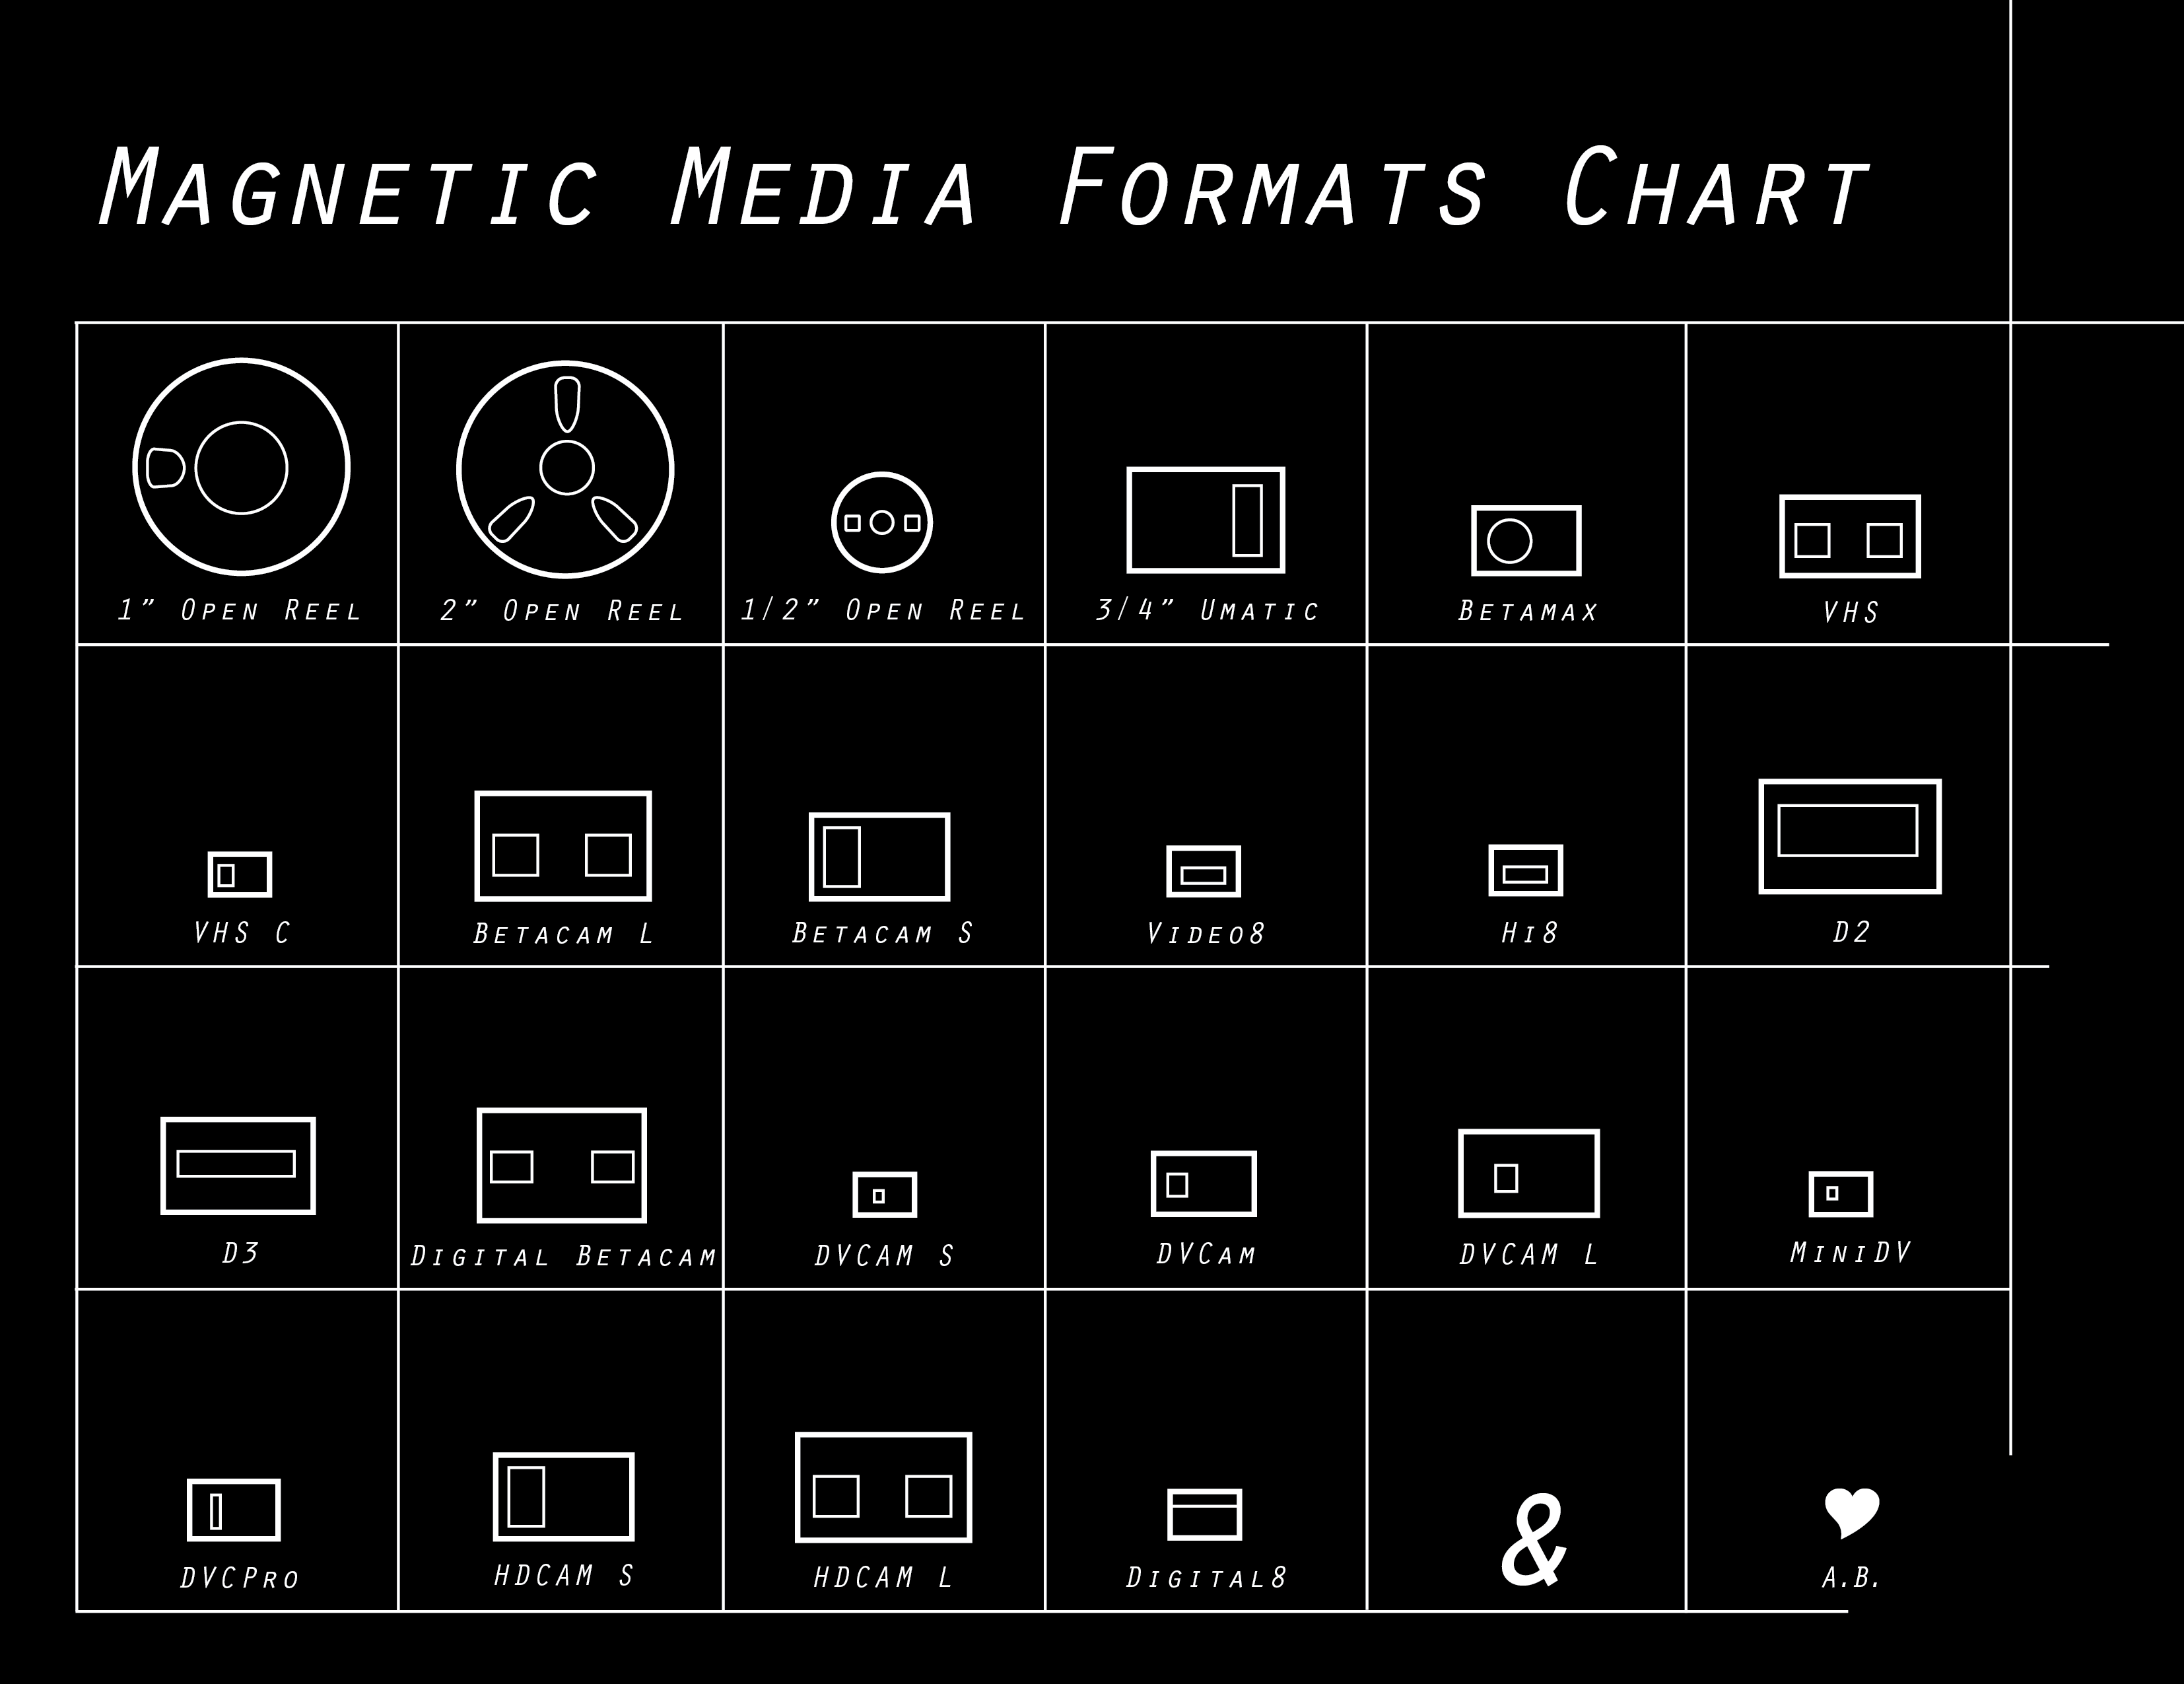 Magnetic Media Formats Chart
1” Open Reel
2” Open Reel
1/2” Open Reel
3/4” Umatic
Betamax
VHS
VHS C
Betacam L
Betacam S
Video8
Hi8
D2
D3
Digital Betacam
DVCAM S
DVCam
DVCAM L
MiniDV
DVCPro
HDCAM S
HDCAM L
Digital8
&
A.B.